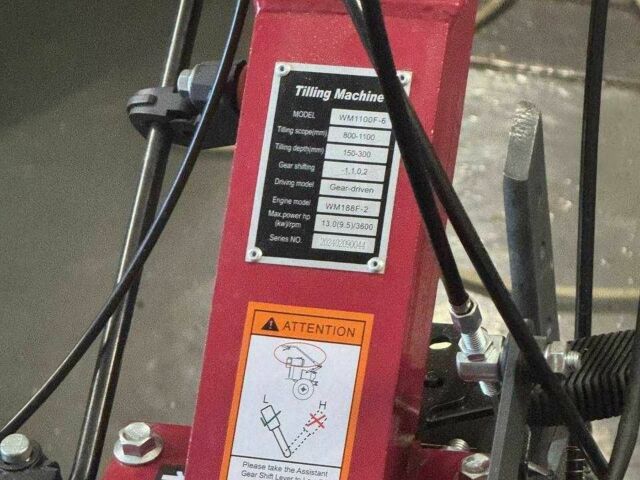 Tilling Machine
MODEL WM1100F-6
Tilling scope(mm) 800-1100
Tilling depth(mm) 150-300
Gear shifting -1,1,0,2
Driving model Gear-driven
Engine model WM188F-2
Max.power hp
(kw)/rpm 13.0(9.5)/3600
Series NO. 202402090044
ATTENTION
L H
Please take the Assistant
Gear Shift Lever to